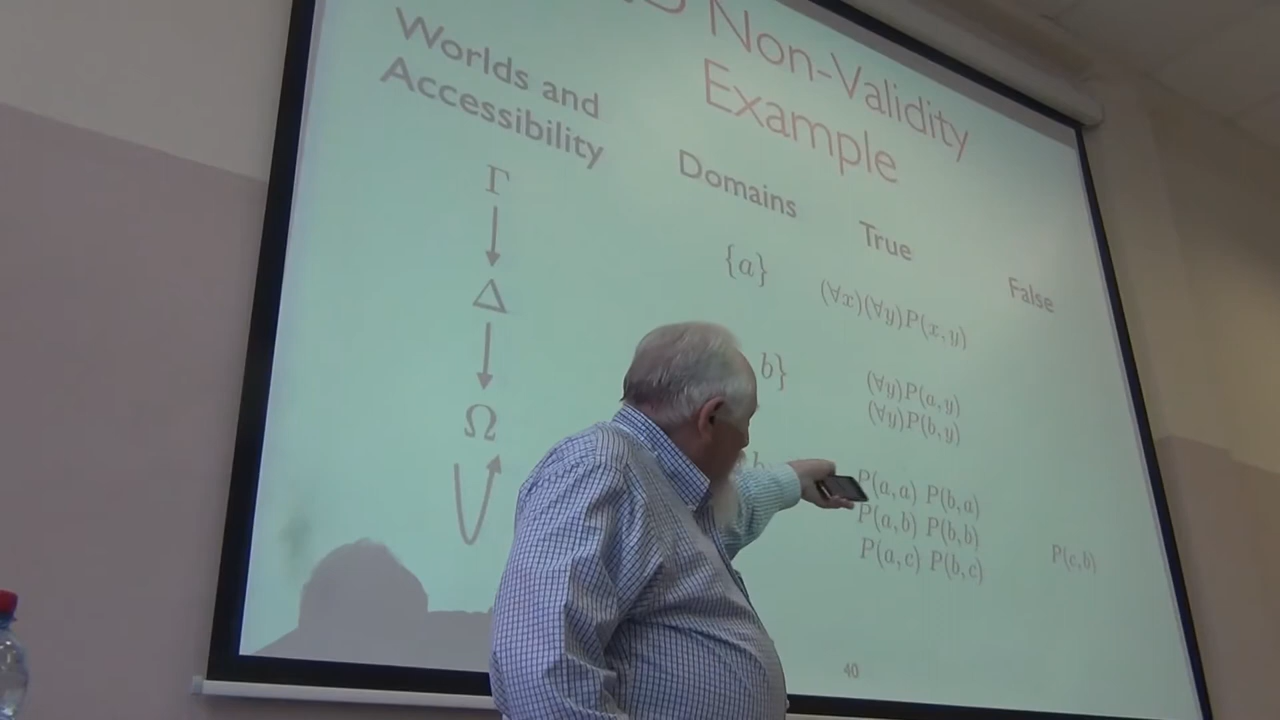 Non-Validity
Example
Worlds and
Accessibility
Domains
True
False
Γ
{a}
(∀x)(∀y)P(x, y)
Δ
b}
(∀y)P(a, y)
(∀y)P(b, y)
Ω
P(a, a) P(b, a)
P(a, b) P(b, b)
P(a, c) P(b, c)
P(c, b)
40